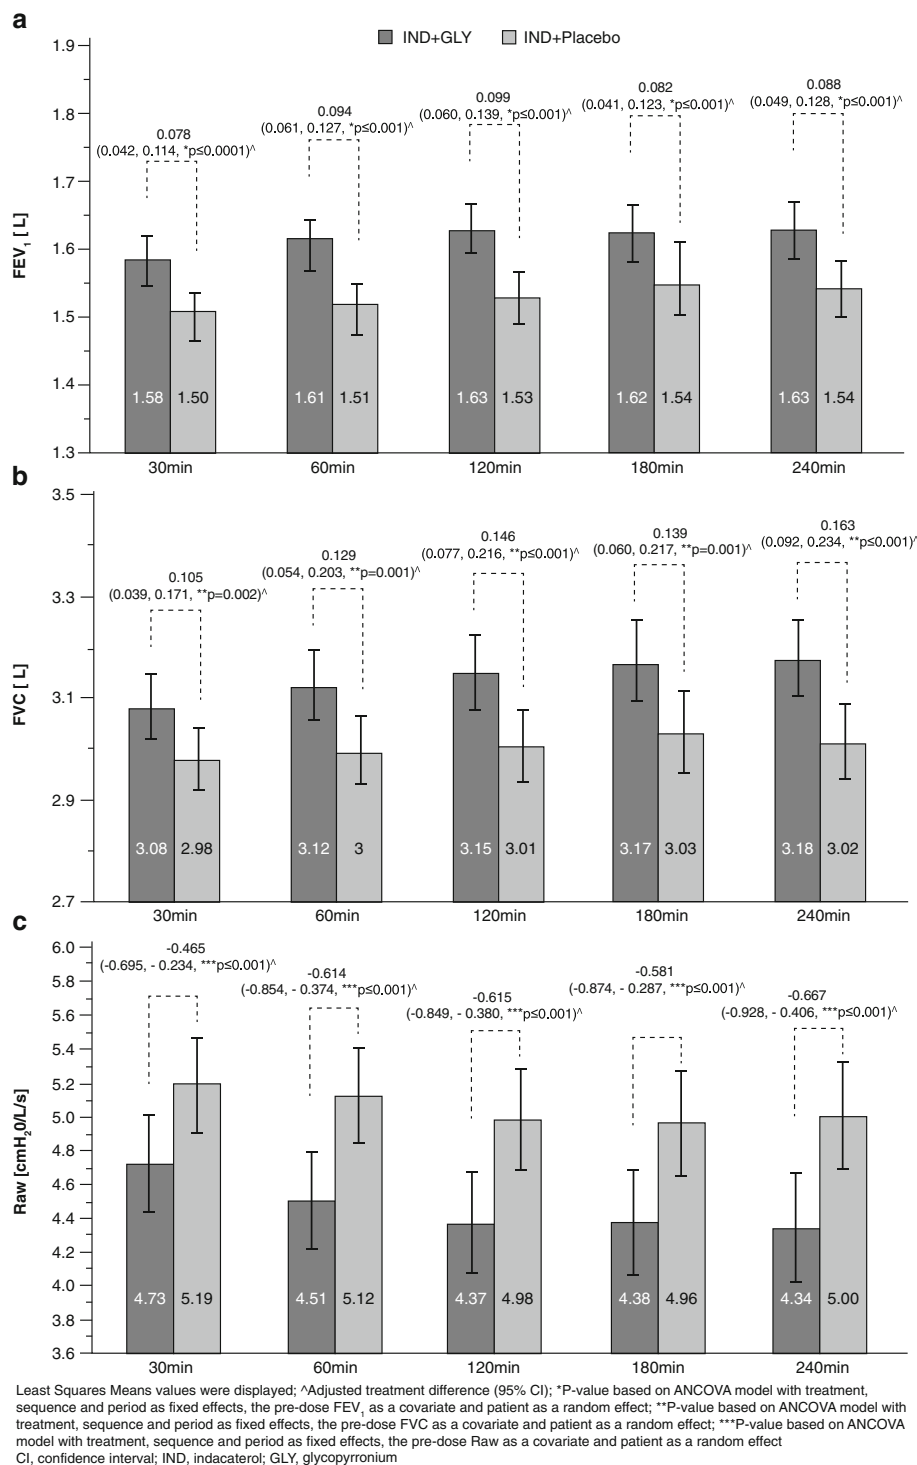 a
IND+GLY IND+Placebo
1.9
1.8
1.7
1.6
1.5
1.4
1.3
FEV1 [ L]
0.078
(0.042, 0.114, *p≤0.0001)^
0.094
(0.061, 0.127, *p≤0.001)^
0.099
(0.060, 0.139, *p≤0.001)^
0.082
(0.041, 0.123, *p≤0.001)^
0.088
(0.049, 0.128, *p≤0.001)^
1.58 1.50 1.61 1.51 1.63 1.53 1.62 1.54 1.63 1.54
30min 60min 120min 180min 240min
b
3.5
3.3
3.1
2.9
2.7
FVC [ L]
0.105
(0.039, 0.171, **p=0.002)^
0.129
(0.054, 0.203, **p=0.001)^
0.146
(0.077, 0.216, **p≤0.001)^
0.139
(0.060, 0.217, **p=0.001)^
0.163
(0.092, 0.234, **p≤0.001)^
3.08 2.98 3.12 3 3.15 3.01 3.17 3.03 3.18 3.02
30min 60min 120min 180min 240min
c
6.0
5.8
5.6
5.4
5.2
5.0
4.8
4.6
4.4
4.2
4.0
3.8
3.6
Raw [cmH20/L/s]
-0.465
(-0.695, - 0.234, ***p≤0.001)^
-0.614
(-0.854, - 0.374, ***p≤0.001)^
-0.615
(-0.849, - 0.380, ***p≤0.001)^
-0.581
(-0.874, - 0.287, ***p≤0.001)^
-0.667
(-0.928, - 0.406, ***p≤0.001)^
4.73 5.19 4.51 5.12 4.37 4.98 4.38 4.96 4.34 5.00
30min 60min 120min 180min 240min
Least Squares Means values were displayed; ^Adjusted treatment difference (95% CI); *P-value based on ANCOVA model with treatment,
sequence and period as fixed effects, the pre-dose FEV1 as a covariate and patient as a random effect; **P-value based on ANCOVA model with
treatment, sequence and period as fixed effects, the pre-dose FVC as a covariate and patient as a random effect; ***P-value based on ANCOVA
model with treatment, sequence and period as fixed effects, the pre-dose Raw as a covariate and patient as a random effect
CI, confidence interval; IND, indacaterol; GLY, glycopyrronium